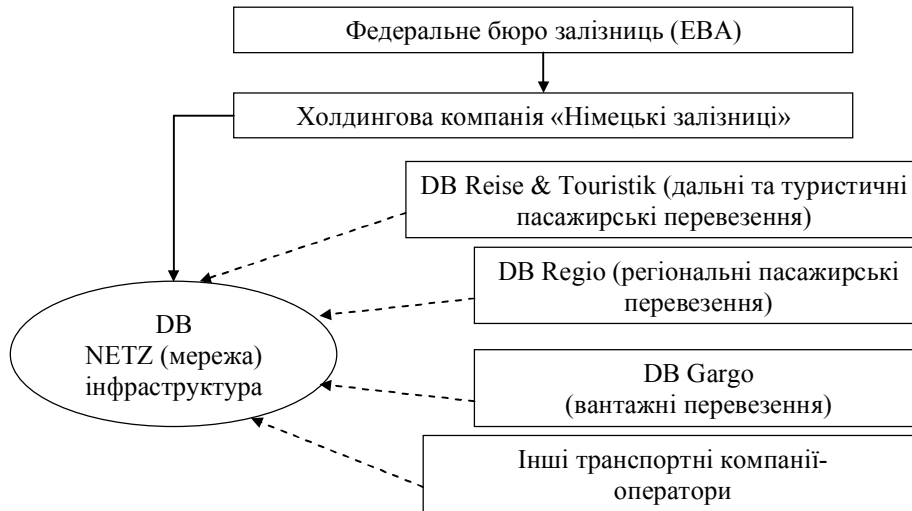 Федеральне бюро залізниць (ЕВА)
Холдингова компанія «Німецькі залізниці»
DB Reise & Touristik (дальні та туристичні
пасажирські перевезення)
DB Regio (регіональні пасажирські
перевезення)
DB
NETZ (мережа)
інфраструктура
DB Gargo
(вантажні перевезення)
Інші транспортні компанії-
оператори